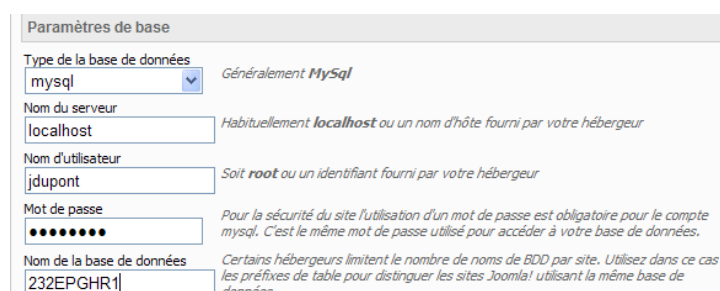 Paramètres de base
Type de la base de données
mysql
Généralement MySql
Nom du serveur
localhost
Habituellement localhost ou un nom d'hôte fourni par votre hébergeur
Nom d'utilisateur
jdupont
Soit root ou un identifiant fourni par votre hébergeur
Mot de passe
●●●●●●●●
Pour la sécurité du site l'utilisation d'un mot de passe est obligatoire pour le compte
mysql. C'est le même mot de passe utilisé pour accéder à votre base de données.
Nom de la base de données
232EPGHR1
Certains hébergeurs limitent le nombre de noms de BDD par site. Utilisez dans ce cas
les préfixes de table pour distinguer les sites Joomla! utilisant la même base de
données